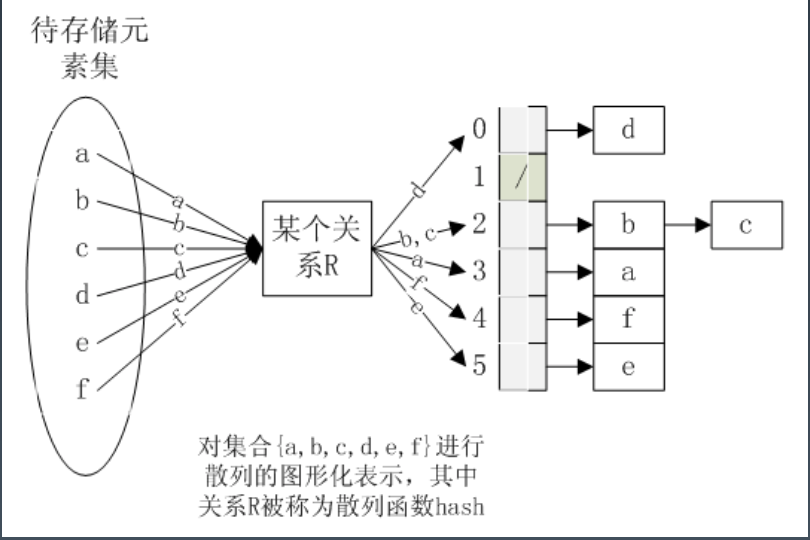 待存储元
素集
a
b
c
d
e
f
a
b
c
d
e
f
某个关
系R
d
b,c
a
f
e
0
1
2
3
4
5
/
d
b
c
a
f
e
对集合{a,b,c,d,e,f}进行
散列的图形化表示，其中
关系R被称为散列函数hash